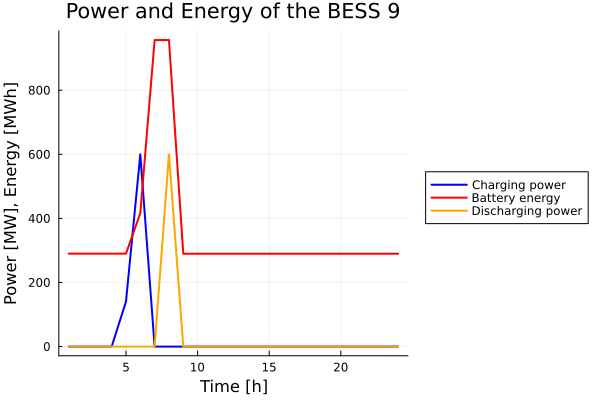 Power and Energy of the BESS 9
Power [MW], Energy [MWh]
800
600
400
200
0
5
10
15
20
Time [h]
Charging power
Battery energy
Discharging power